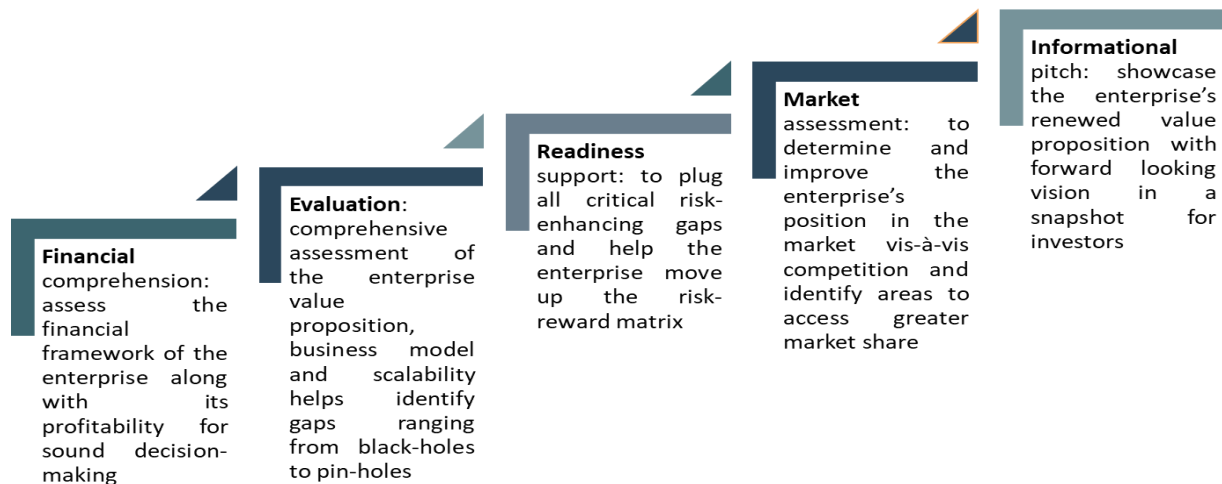 Financial
comprehension:
assess the
financial
framework of the
enterprise along
with its
profitability for
sound decision-
making
Evaluation:
comprehensive
assessment of
the enterprise
value
proposition,
business model
and scalability
helps identify
gaps ranging
from black-holes
to pin-holes
Readiness
support: to plug
all critical risk-
enhancing gaps
and help the
enterprise move
up the risk-
reward matrix
Market
assessment: to
determine and
improve the
enterprise's
position in the
market vis-à-vis
competition and
identify areas to
access greater
market share
Informational
pitch: showcase
the enterprise's
renewed value
proposition with
forward looking
vision in a
snapshot for
investors